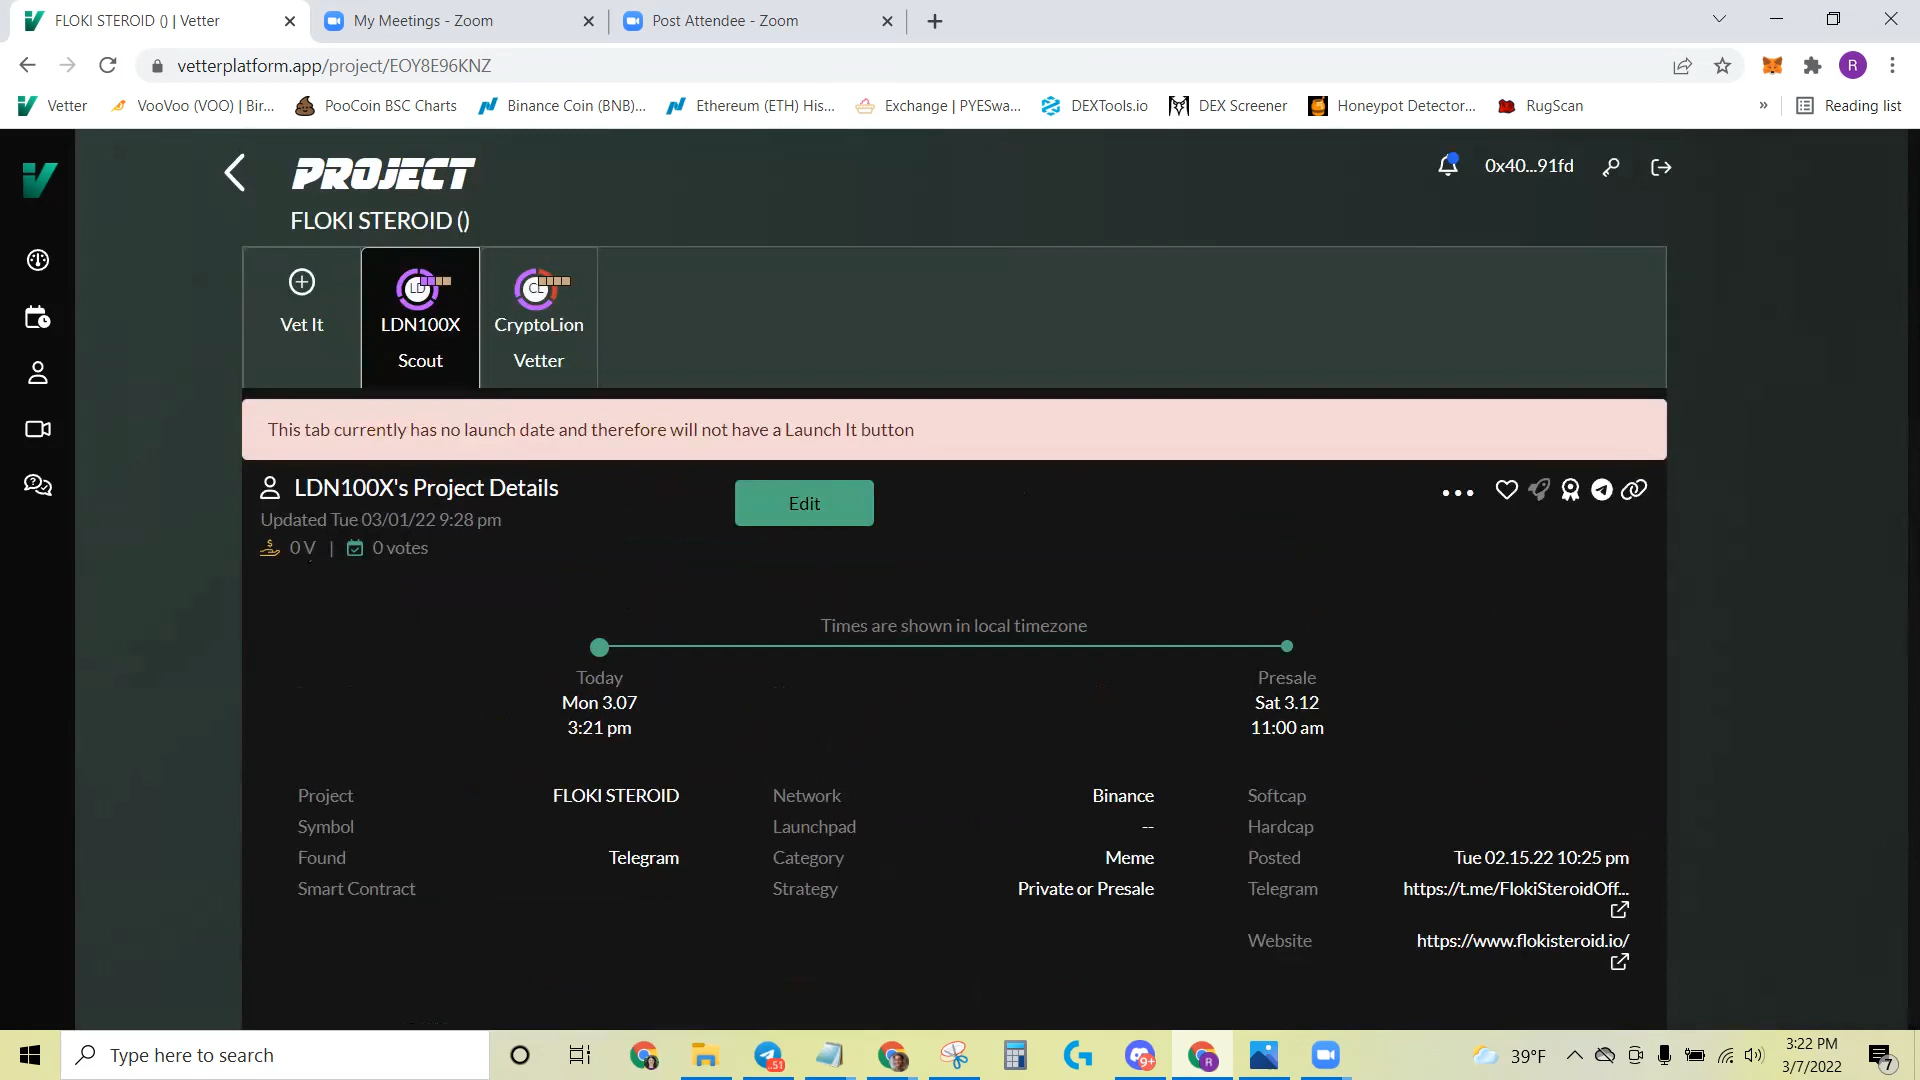 FLOKI STEROID () | Vetter
My Meetings - Zoom
Post Attendee - Zoom
vetterplatform.app/project/EOY8E96KNZ
R
Vetter
VooVoo (VOO) | Bir...
PooCoin BSC Charts
Binance Coin (BNB)...
Ethereum (ETH) His...
Exchange | PYESwa...
DEXTools.io
DEX Screener
Honeypot Detector...
RugScan
»
Reading list
PROJECT
FLOKI STEROID ()
0x40...91fd
Vet It
LD
LDN100X
Scout
CL
CryptoLion
Vetter
This tab currently has no launch date and therefore will not have a Launch It button
LDN100X's Project Details
Edit
Updated Tue 03/01/22 9:28 pm
0 V | 0 votes
Times are shown in local timezone
Today
Mon 3.07
3:21 pm
Presale
Sat 3.12
11:00 am
Project FLOKI STEROID
Symbol
Found Telegram
Smart Contract
Network Binance
Launchpad --
Category Meme
Strategy Private or Presale
Softcap
Hardcap
Posted Tue 02.15.22 10:25 pm
Telegram https://t.me/FlokiSteroidOff...
Website https://www.flokisteroid.io/
Type here to search
39°F
3:22 PM
3/7/2022
7